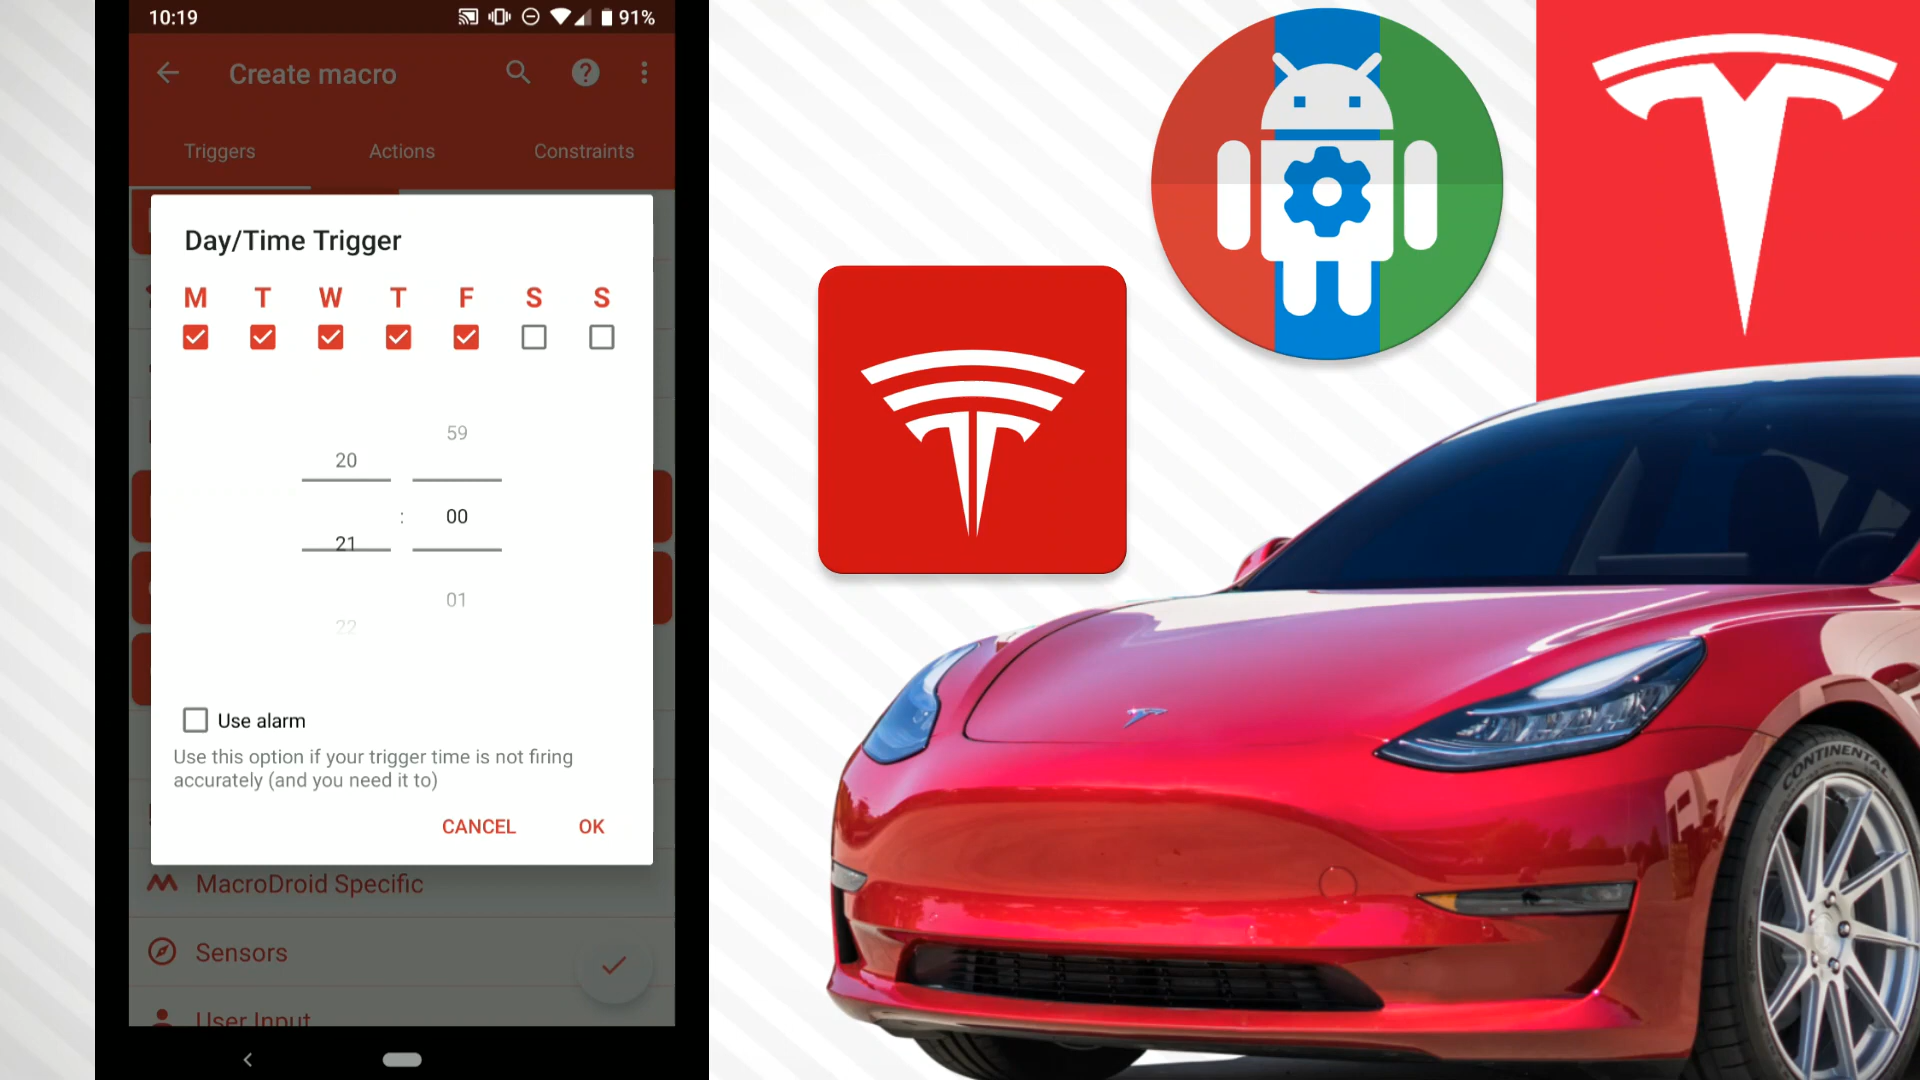 10:19
91%
Create macro
Triggers Actions Constraints
Day/Time Trigger
M T W T F S S
59
20
:
00
21
01
22
Use alarm
Use this option if your trigger time is not firing
accurately (and you need it to)
CANCEL OK
MacroDroid Specific
Sensors
User Input
CONTINENTAL